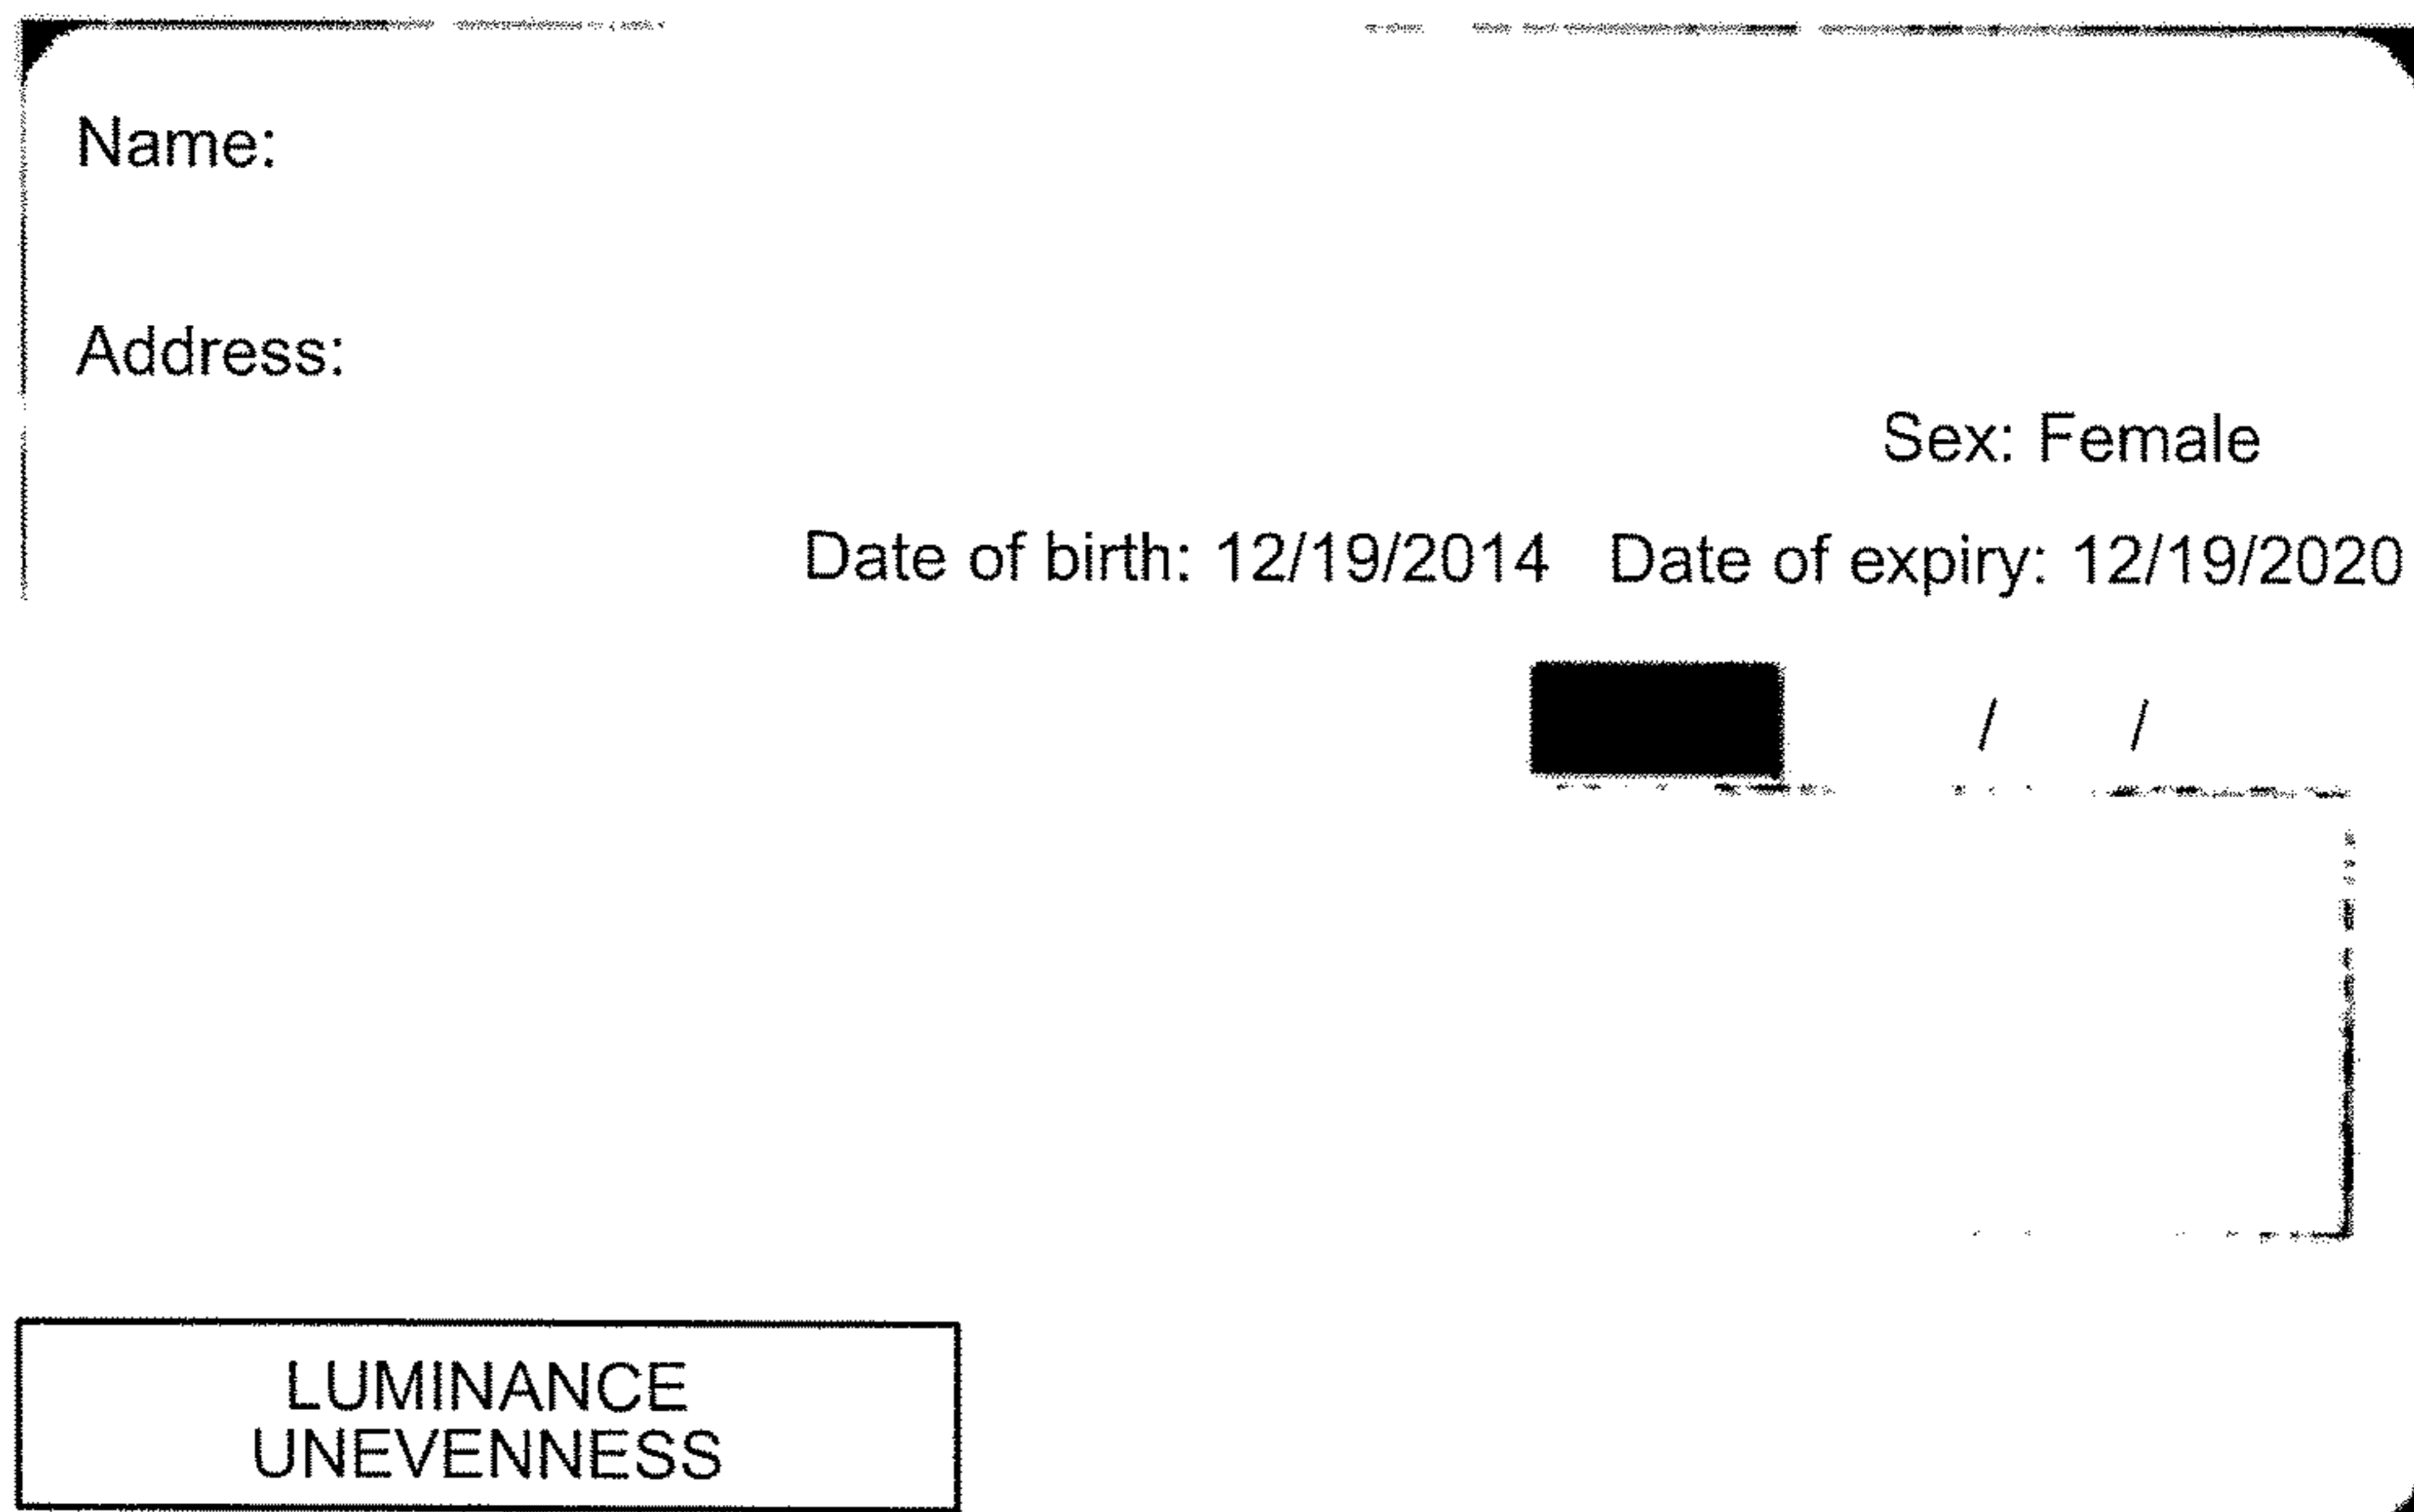 Name:
Address:
Sex: Female
Date of birth: 12/19/2014 Date of expiry: 12/19/2020
/ /
LUMINANCE
UNEVENNESS